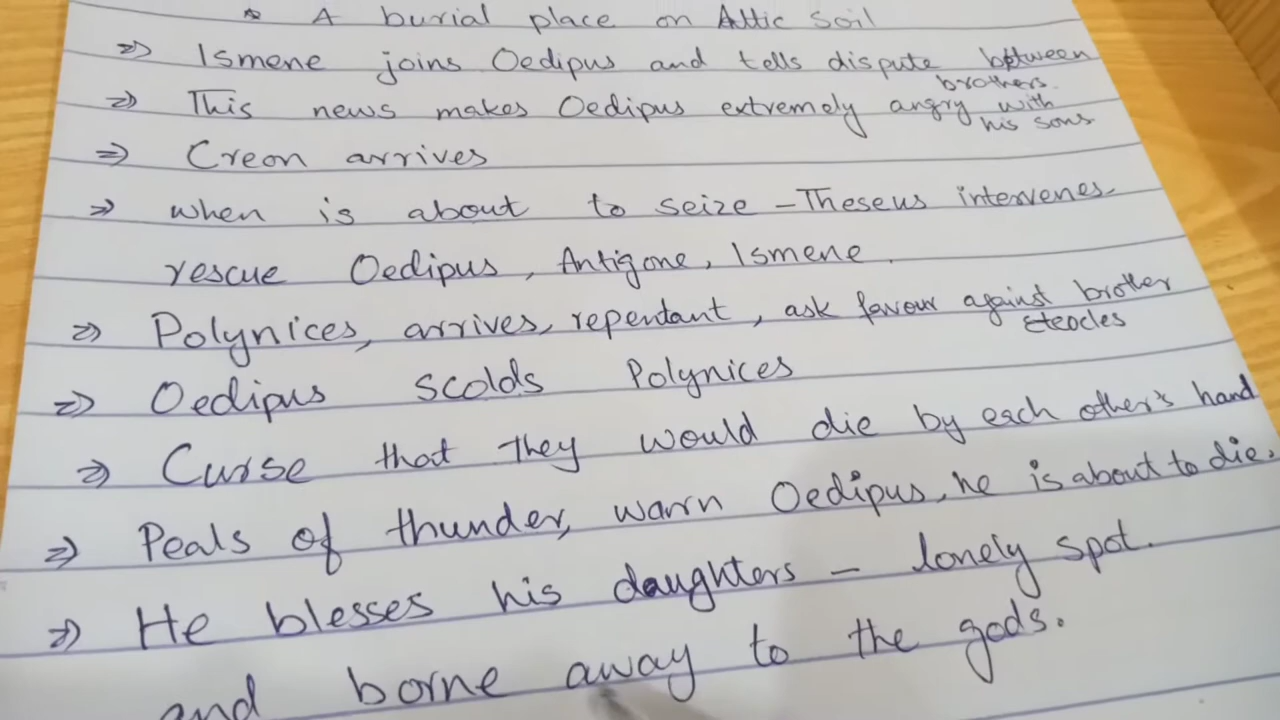 * A burial place on Attic Soil
⇒ Ismene joins Oedipus and tells dispute between
brothers.
⇒ This news makes Oedipus extremely angry with
his sons
⇒ Creon arrives
⇒ when is about to seize - Theseus intervenes
rescue Oedipus, Antigone, Ismene.
⇒ Polynices, arrives, repentant, ask favour against brother
Eteocles
⇒ Oedipus scolds Polynices
⇒ Curse that they would die by each other's hand
⇒ Peals of thunder, warn Oedipus, he is about to die.
⇒ He blesses his daughters - lonely spot.
and borne away to the gods.